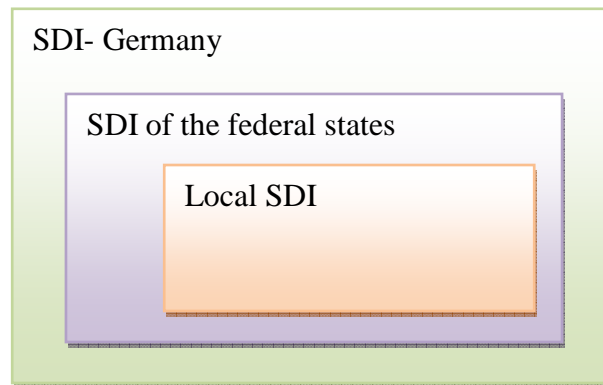 SDI- Germany
SDI of the federal states
Local SDI